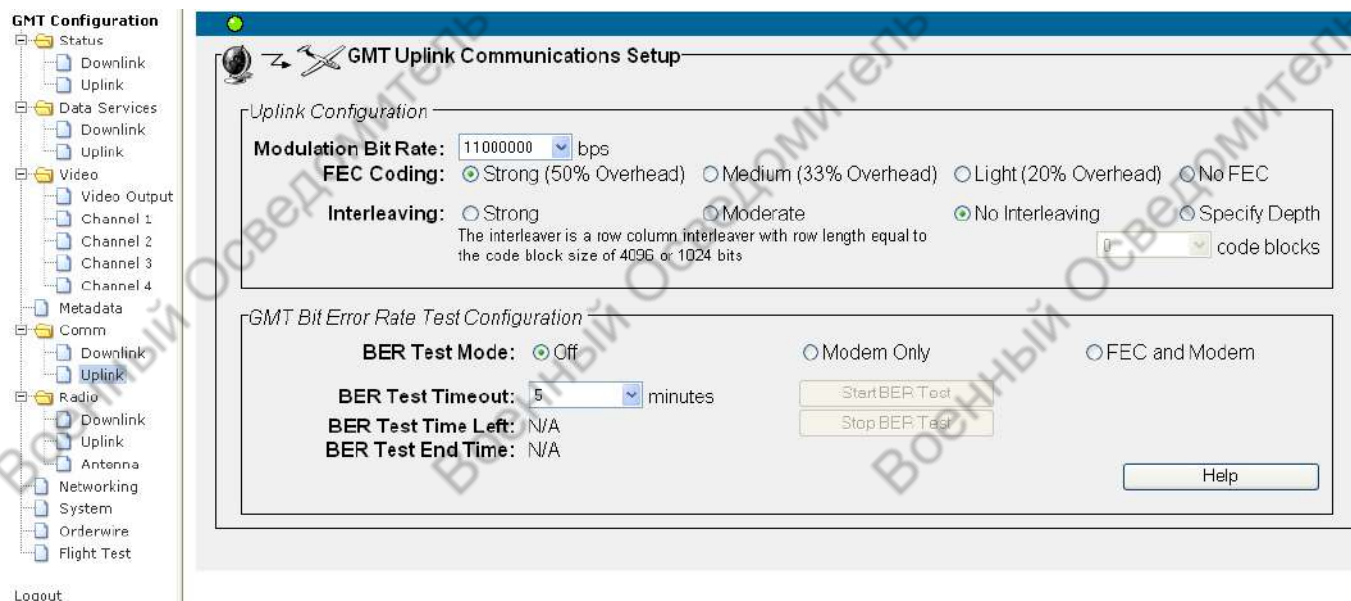 GMT Configuration
Status
Downlink
Uplink
Data Services
Downlink
Uplink
Video
Video Output
Channel 1
Channel 2
Channel 3
Channel 4
Metadata
Comm
Downlink
Uplink
Radio
Downlink
Uplink
Antenna
Networking
System
Orderwire
Flight Test
Logout
GMT Uplink Communications Setup
Uplink Configuration
Modulation Bit Rate: 11000000 bps
FEC Coding: Strong (50% Overhead) Medium (33% Overhead) Light (20% Overhead) No FEC
Interleaving: Strong Moderate No Interleaving Specify Depth
The interleaver is a row column interleaver with row length equal to
the code block size of 4096 or 1024 bits
0 code blocks
GMT Bit Error Rate Test Configuration
BER Test Mode: Off Modem Only FEC and Modem
BER Test Timeout: 5 minutes Start BER Test
BER Test Time Left: N/A Stop BER Test
BER Test End Time: N/A
Help
Военный Осведомитель
Военный Осведомитель
Военный Осведомитель